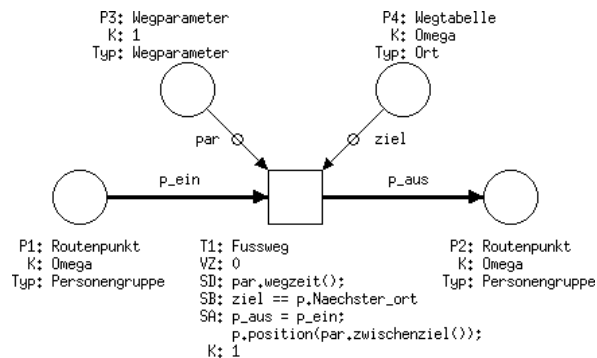 P3: Wegparameter
K: 1
Typ: Wegparameter
P4: Wegtabelle
K: Omega
Typ: Ort
par
ziel
p_ein
p_aus
P1: Routenpunkt
K: Omega
Typ: Personengruppe
T1: Fussweg
VZ: 0
SD: par.wegzeit();
SB: ziel == p.Naechster_ort
SA: p_aus = p_ein;
p.position(par.zwischenziel());
K: 1
P2: Routenpunkt
K: Omega
Typ: Personengruppe